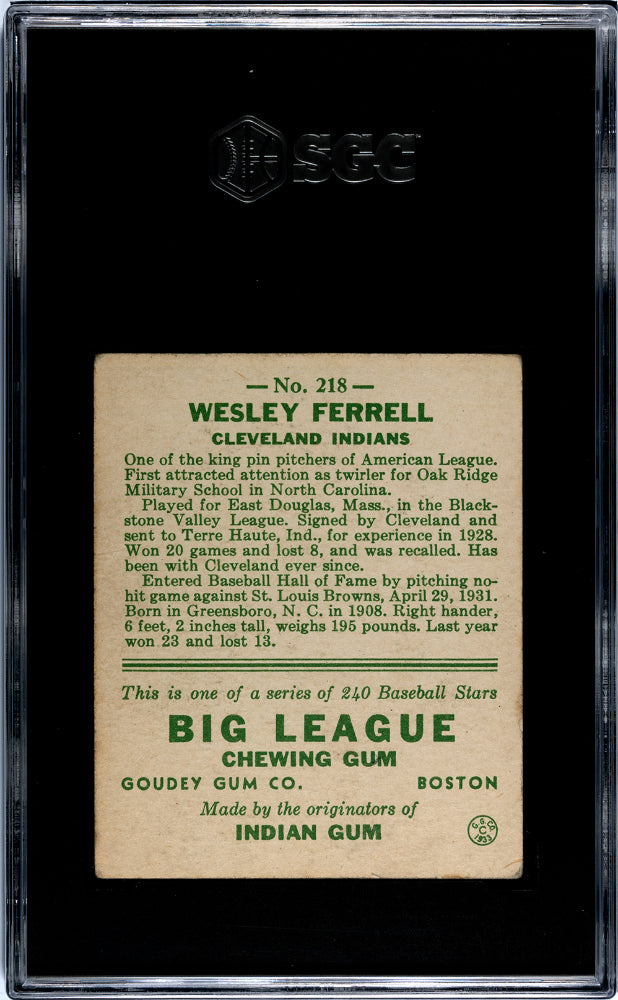 SGC
— No. 218 —
WESLEY FERRELL
CLEVELAND INDIANS
One of the king pin pitchers of American League.
First attracted attention as twirler for Oak Ridge
Military School in North Carolina.
Played for East Douglas, Mass., in the Black-
stone Valley League. Signed by Cleveland and
sent to Terre Haute, Ind., for experience in 1928.
Won 20 games and lost 8, and was recalled. Has
been with Cleveland ever since.
Entered Baseball Hall of Fame by pitching no-
hit game against St. Louis Browns, April 29, 1931.
Born in Greensboro, N. C. in 1908. Right hander,
6 feet, 2 inches tall, weighs 195 pounds. Last year
won 23 and lost 13.
This is one of a series of 240 Baseball Stars
BIG LEAGUE
CHEWING GUM
GOUDEY GUM CO. BOSTON
Made by the originators of
INDIAN GUM
G. G. CO.
C
1933